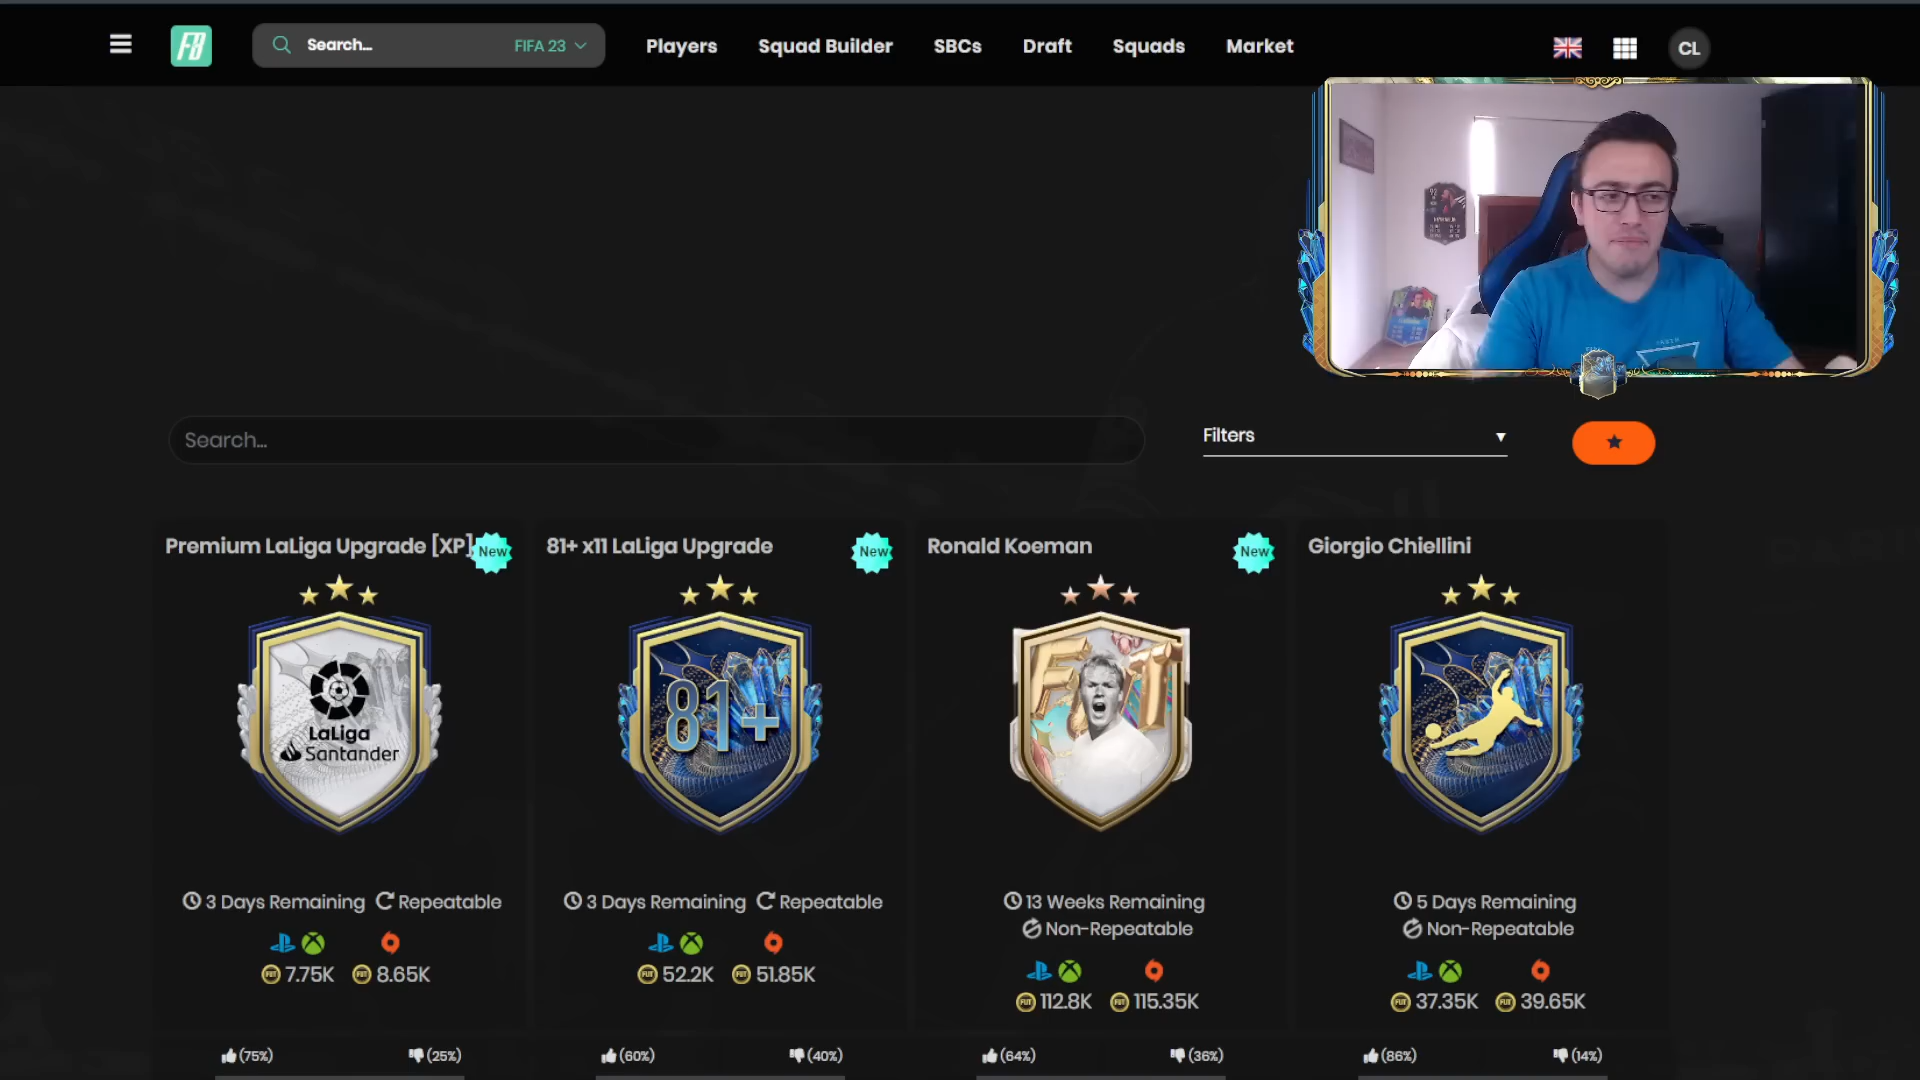 FB
Search...
FIFA 23
Players
Squad Builder
SBCs
Draft
Squads
Market
CL
Search...
Filters
Premium LaLiga Upgrade [XP]
New
81+ x11 LaLiga Upgrade
New
Ronald Koeman
New
Giorgio Chiellini
LaLiga
Santander
81+
FUT
3 Days Remaining
Repeatable
3 Days Remaining
Repeatable
13 Weeks Remaining
Non-Repeatable
5 Days Remaining
Non-Repeatable
7.75K
8.65K
52.2K
51.85K
112.8K
115.35K
37.35K
39.65K
(75%)
(25%)
(60%)
(40%)
(64%)
(36%)
(86%)
(14%)